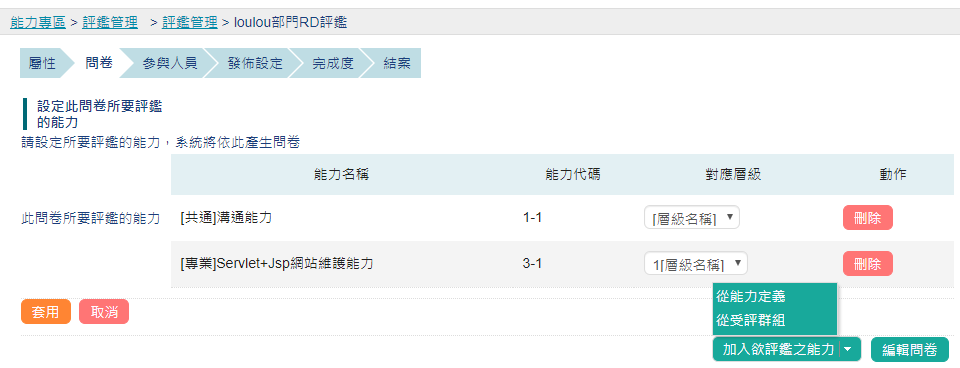 能力專區 > 評鑑管理 > 評鑑管理 > loulou部門RD評鑑
屬性 問卷 參與人員 發佈設定 完成度 結案
設定此問卷所要評鑑
的能力
請設定所要評鑑的能力，系統將依此產生問卷
能力名稱 能力代碼 對應層級 動作
此問卷所要評鑑的能力 [共通]溝通能力 1-1 [層級名稱] 刪除
[專業]Servlet+Jsp網站維護能力 3-1 1[層級名稱] 刪除
從能力定義
套用 取消
從受評群組
加入欲評鑑之能力 編輯問卷